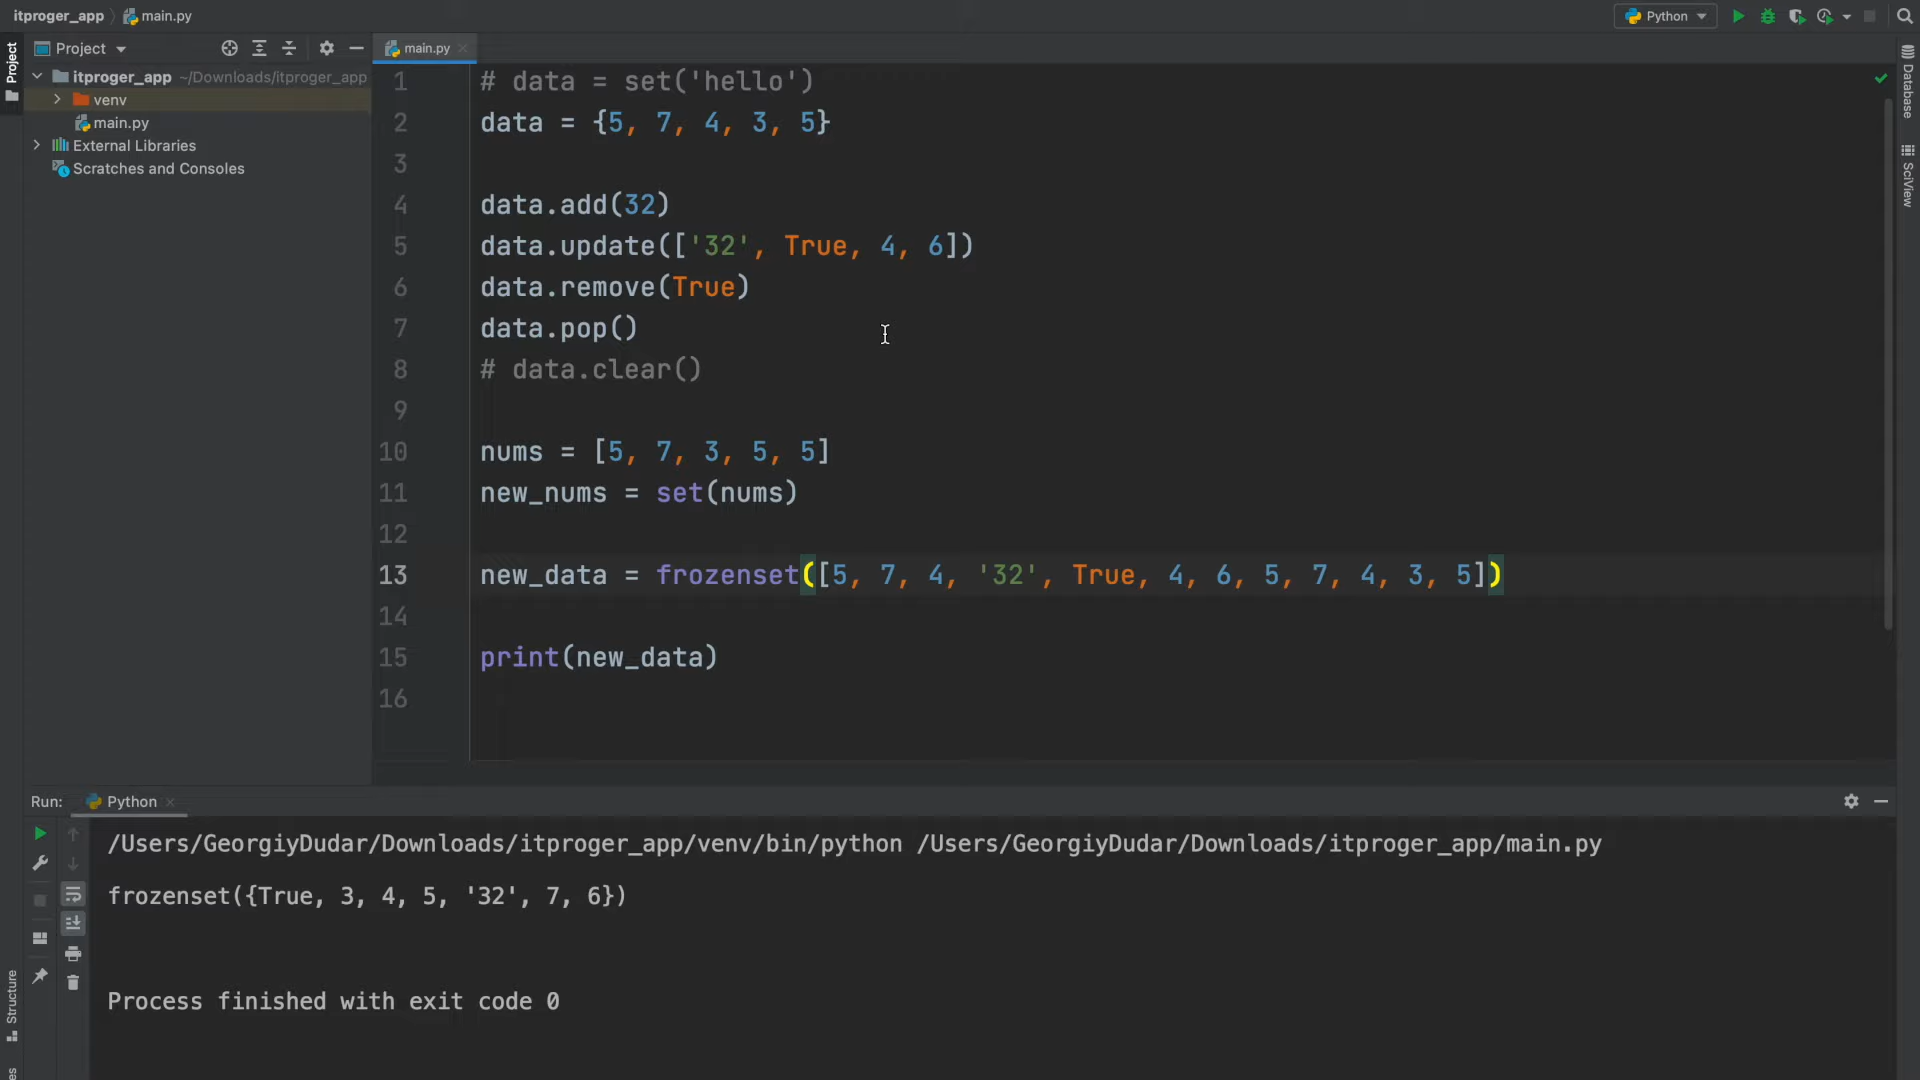 itproger_app main.py
Python
Project
main.py
Project
itproger_app ~/Downloads/itproger_app
venv
main.py
External Libraries
Scratches and Consoles
Database
SciView
1 # data = set('hello')
2 data = {5, 7, 4, 3, 5}
3
4 data.add(32)
5 data.update(['32', True, 4, 6])
6 data.remove(True)
7 data.pop()
8 # data.clear()
9
10 nums = [5, 7, 3, 5, 5]
11 new_nums = set(nums)
12
13 new_data = frozenset([5, 7, 4, '32', True, 4, 6, 5, 7, 4, 3, 5])
14
15 print(new_data)
16
Run: Python
/Users/GeorgiyDudar/Downloads/itproger_app/venv/bin/python /Users/GeorgiyDudar/Downloads/itproger_app/main.py
frozenset({True, 3, 4, 5, '32', 7, 6})
Process finished with exit code 0
Structure